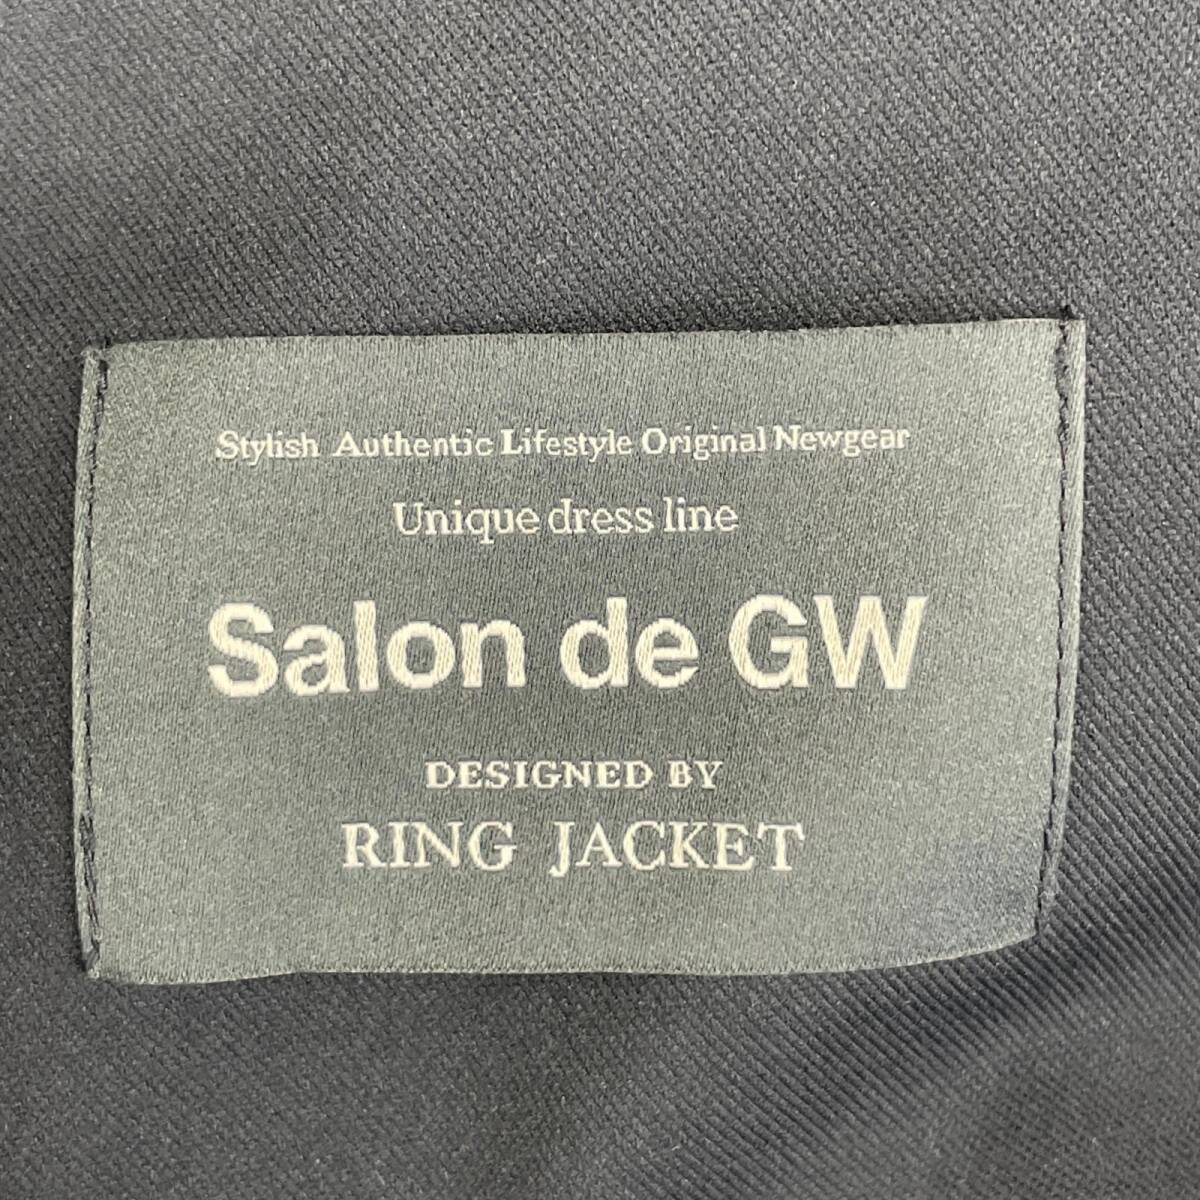 Stylish Authentic Lifestyle Original Newgear
Unique dress line
Salon de GW
DESIGNED BY
RING JACKET